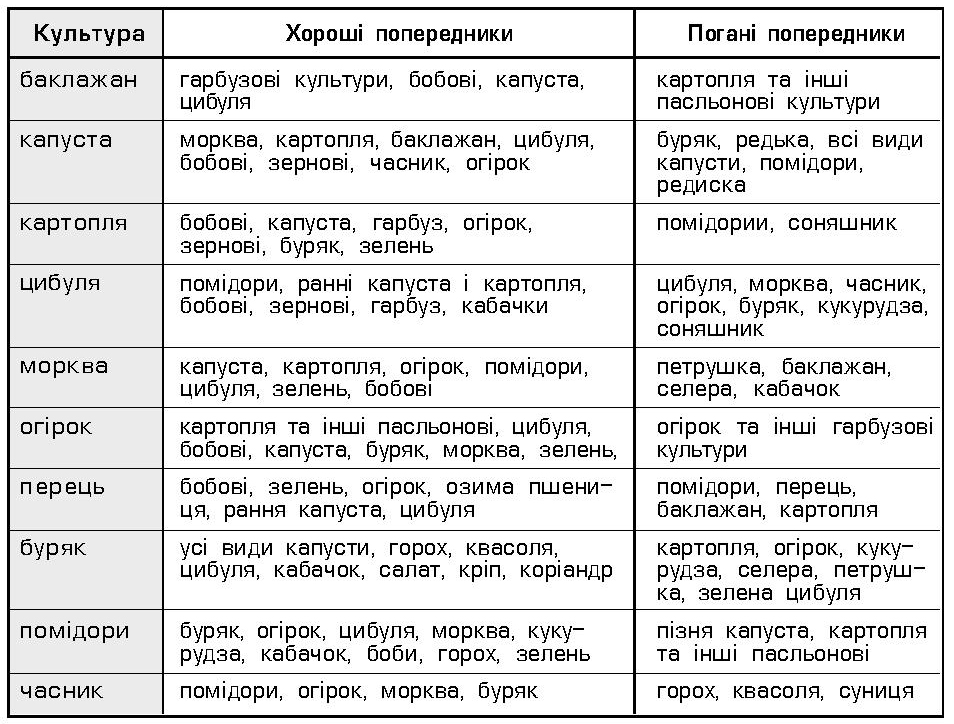 Культура Хороші попередники Погані попередники
баклажан гарбузові культури, бобові, капуста, картопля та інші
цибуля пасльонові культури
капуста морква, картопля, баклажан, цибуля, буряк, редька, всі види
бобові, зернові, часник, огірок капусти, помідори,
редиска
картопля бобові, капуста, гарбуз, огірок, помідории, соняшник
зернові, буряк, зелень
цибуля помідори, ранні капуста і картопля, цибуля, морква, часник,
бобові, зернові, гарбуз, кабачки огірок, буряк, кукурудза,
соняшник
морква капуста, картопля, огірок, помідори, петрушка, баклажан,
цибуля, зелень, бобові селера, кабачок
огірок картопля та інші пасльонові, цибуля, огірок та інші гарбузові
бобові, капуста, буряк, морква, зелень, культури
перець бобові, зелень, огірок, озима пшени– помідори, перець,
ця, рання капуста, цибуля баклажан, картопля
буряк усі види капусти, горох, квасоля, картопля, огірок, куку–
цибуля, кабачок, салат, кріп, коріандр рудза, селера, петруш–
ка, зелена цибуля
помідори буряк, огірок, цибуля, морква, куку– пізня капуста, картопля
рудза, кабачок, боби, горох, зелень та інші пасльонові
часник помідори, огірок, морква, буряк горох, квасоля, суниця